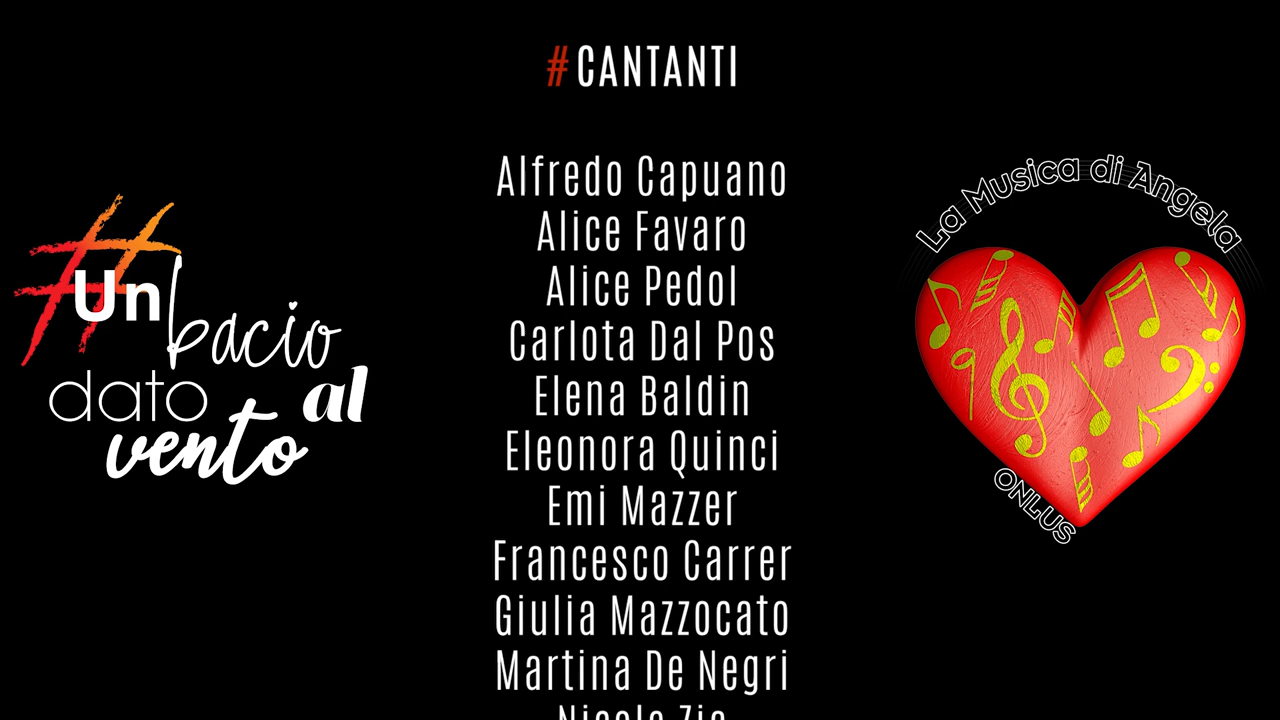 #CANTANTI
Alfredo Capuano
Alice Favaro
Alice Pedol
Carlota Dal Pos
Elena Baldin
Eleonora Quinci
Emi Mazzer
Francesco Carrer
Giulia Mazzocato
Martina De Negri
#Un bacio
dato al
vento
La Musica di Angela
ONLUS